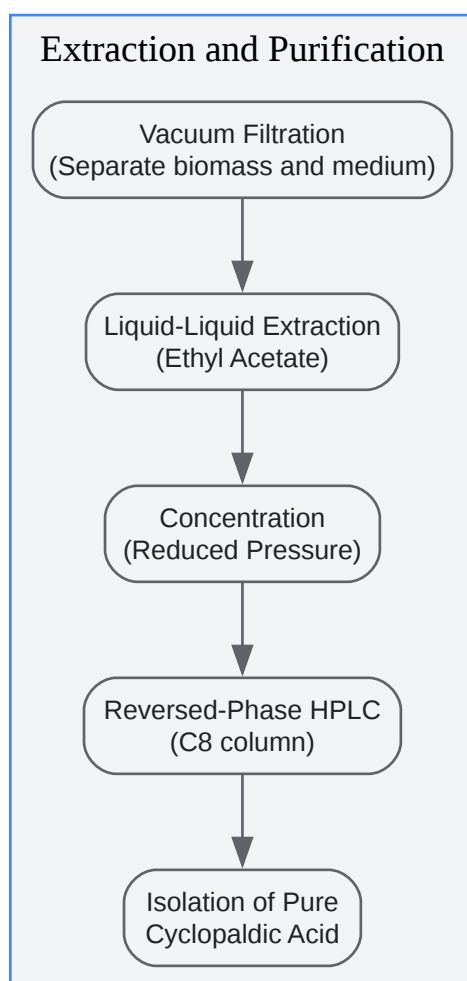 Extraction and Purification
Vacuum Filtration
(Separate biomass and medium)
Liquid-Liquid Extraction
(Ethyl Acetate)
Concentration
(Reduced Pressure)
Reversed-Phase HPLC
(C8 column)
Isolation of Pure
Cyclopaldic Acid